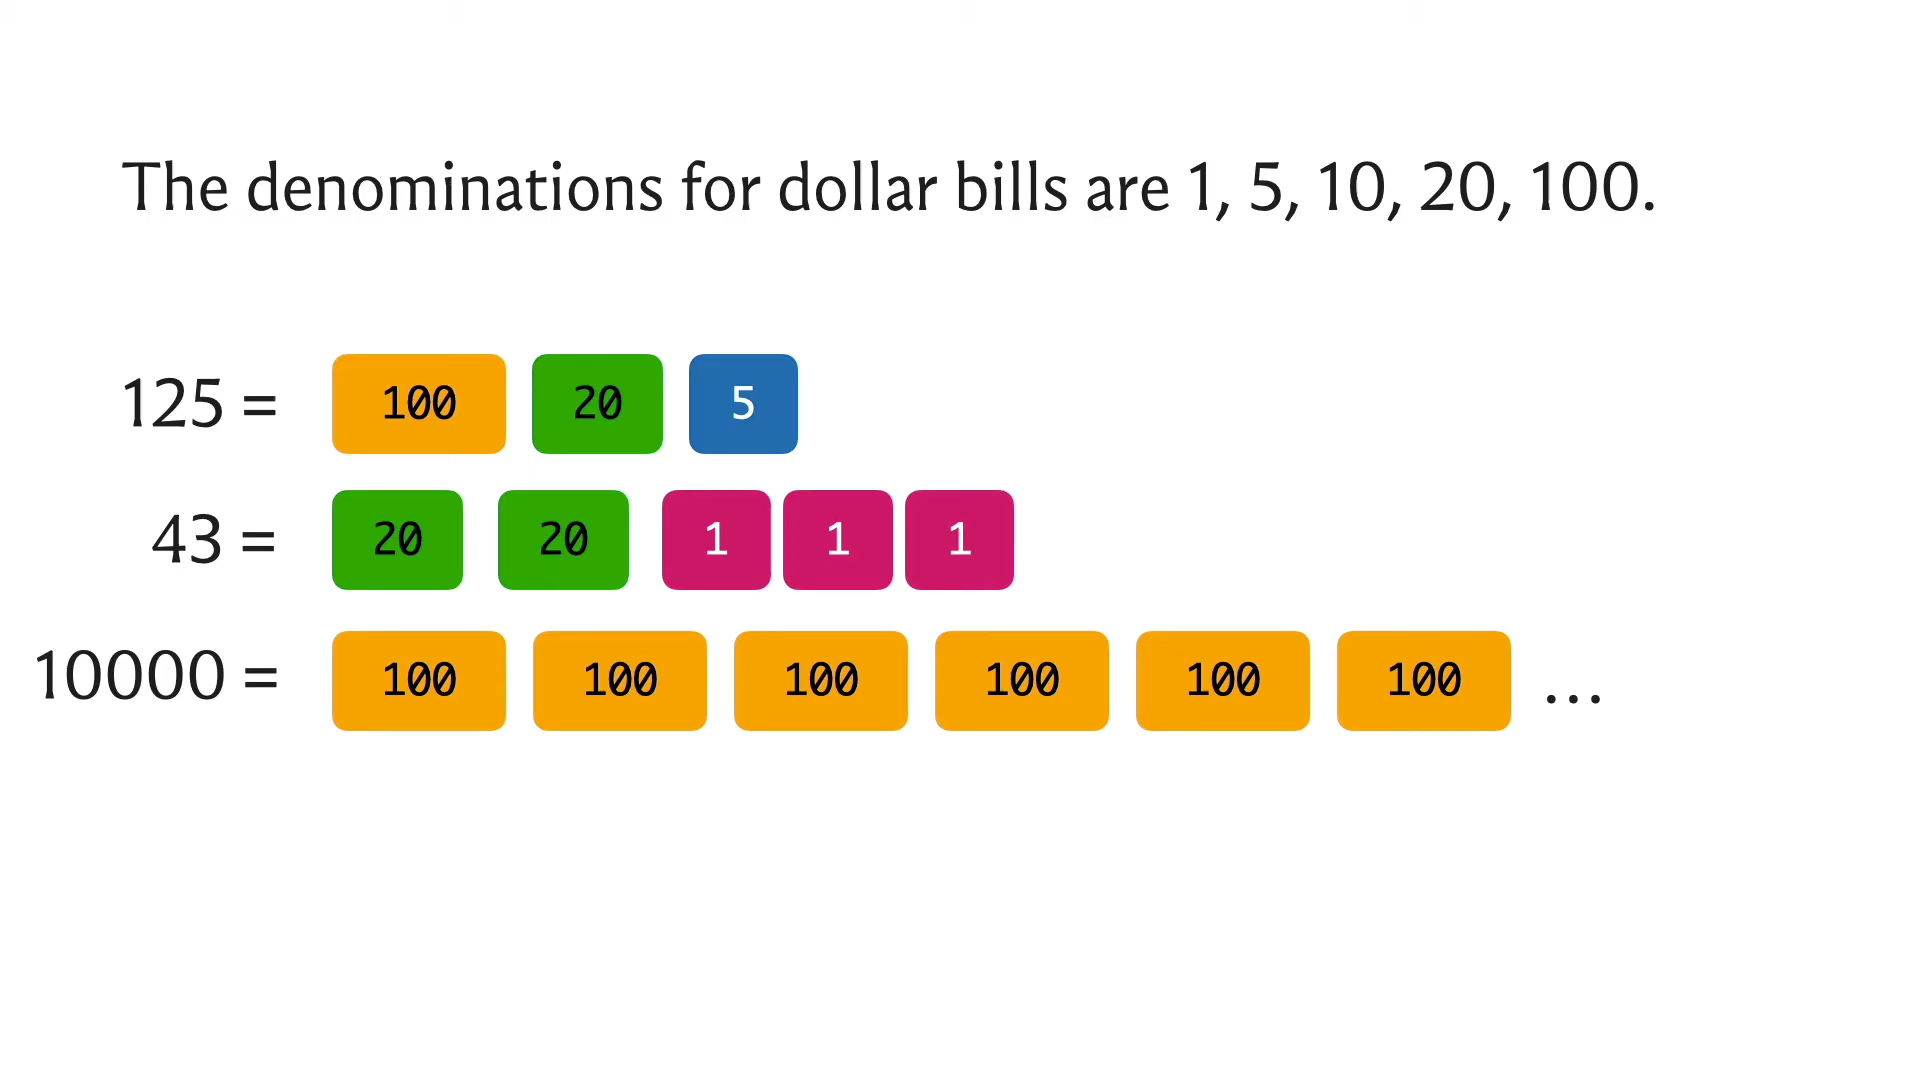 The denominations for dollar bills are 1, 5, 10, 20, 100.
125 = 100 20 5
43 = 20 20 1 1 1
10000 = 100 100 100 100 100 100 ...